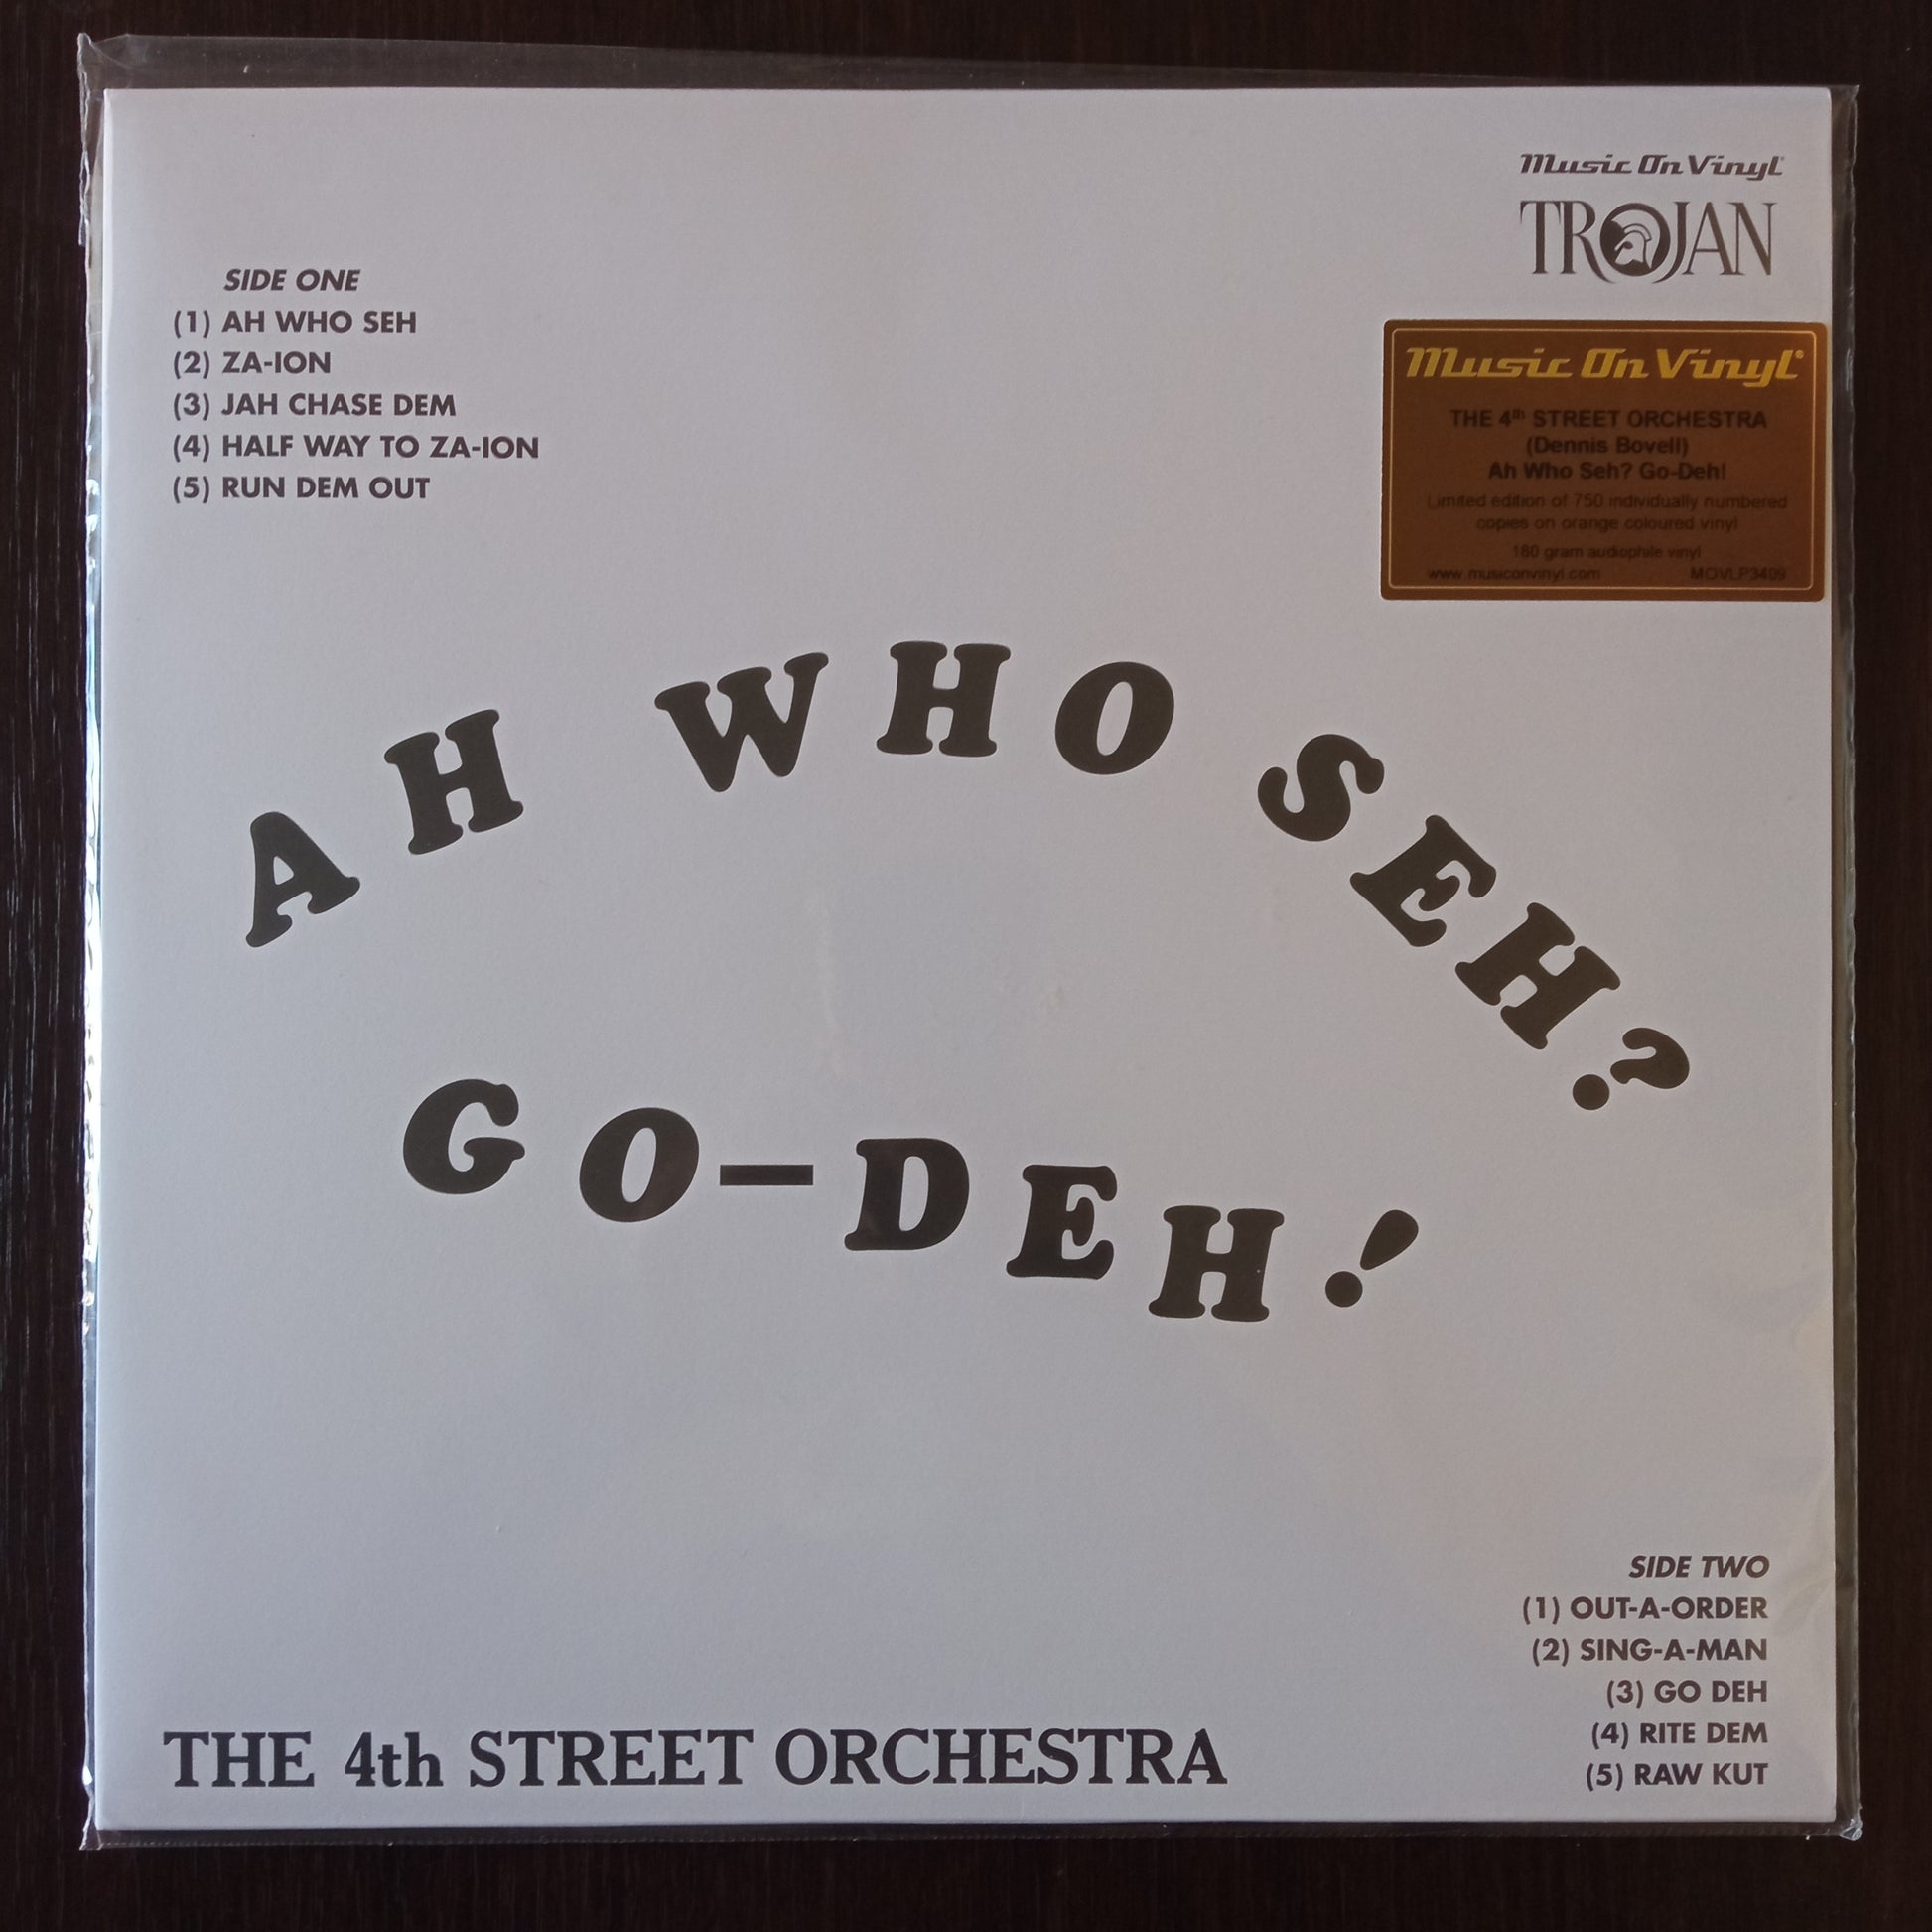 Music On Vinyl
TROJAN
SIDE ONE
(1) AH WHO SEH
(2) ZA-ION
(3) JAH CHASE DEM
(4) HALF WAY TO ZA-ION
(5) RUN DEM OUT
Music On Vinyl
THE 4th STREET ORCHESTRA
(Dennis Bovell)
Ah Who Seh? Go-Deh!
Limited edition of 750 individually numbered
copies on orange coloured vinyl
180 gram audiophile vinyl
www.musiconvinyl.com MOVLP3409
AH WHO SEH?
GO-DEH!
SIDE TWO
(1) OUT-A-ORDER
(2) SING-A-MAN
(3) GO DEH
(4) RITE DEM
(5) RAW KUT
THE 4th STREET ORCHESTRA